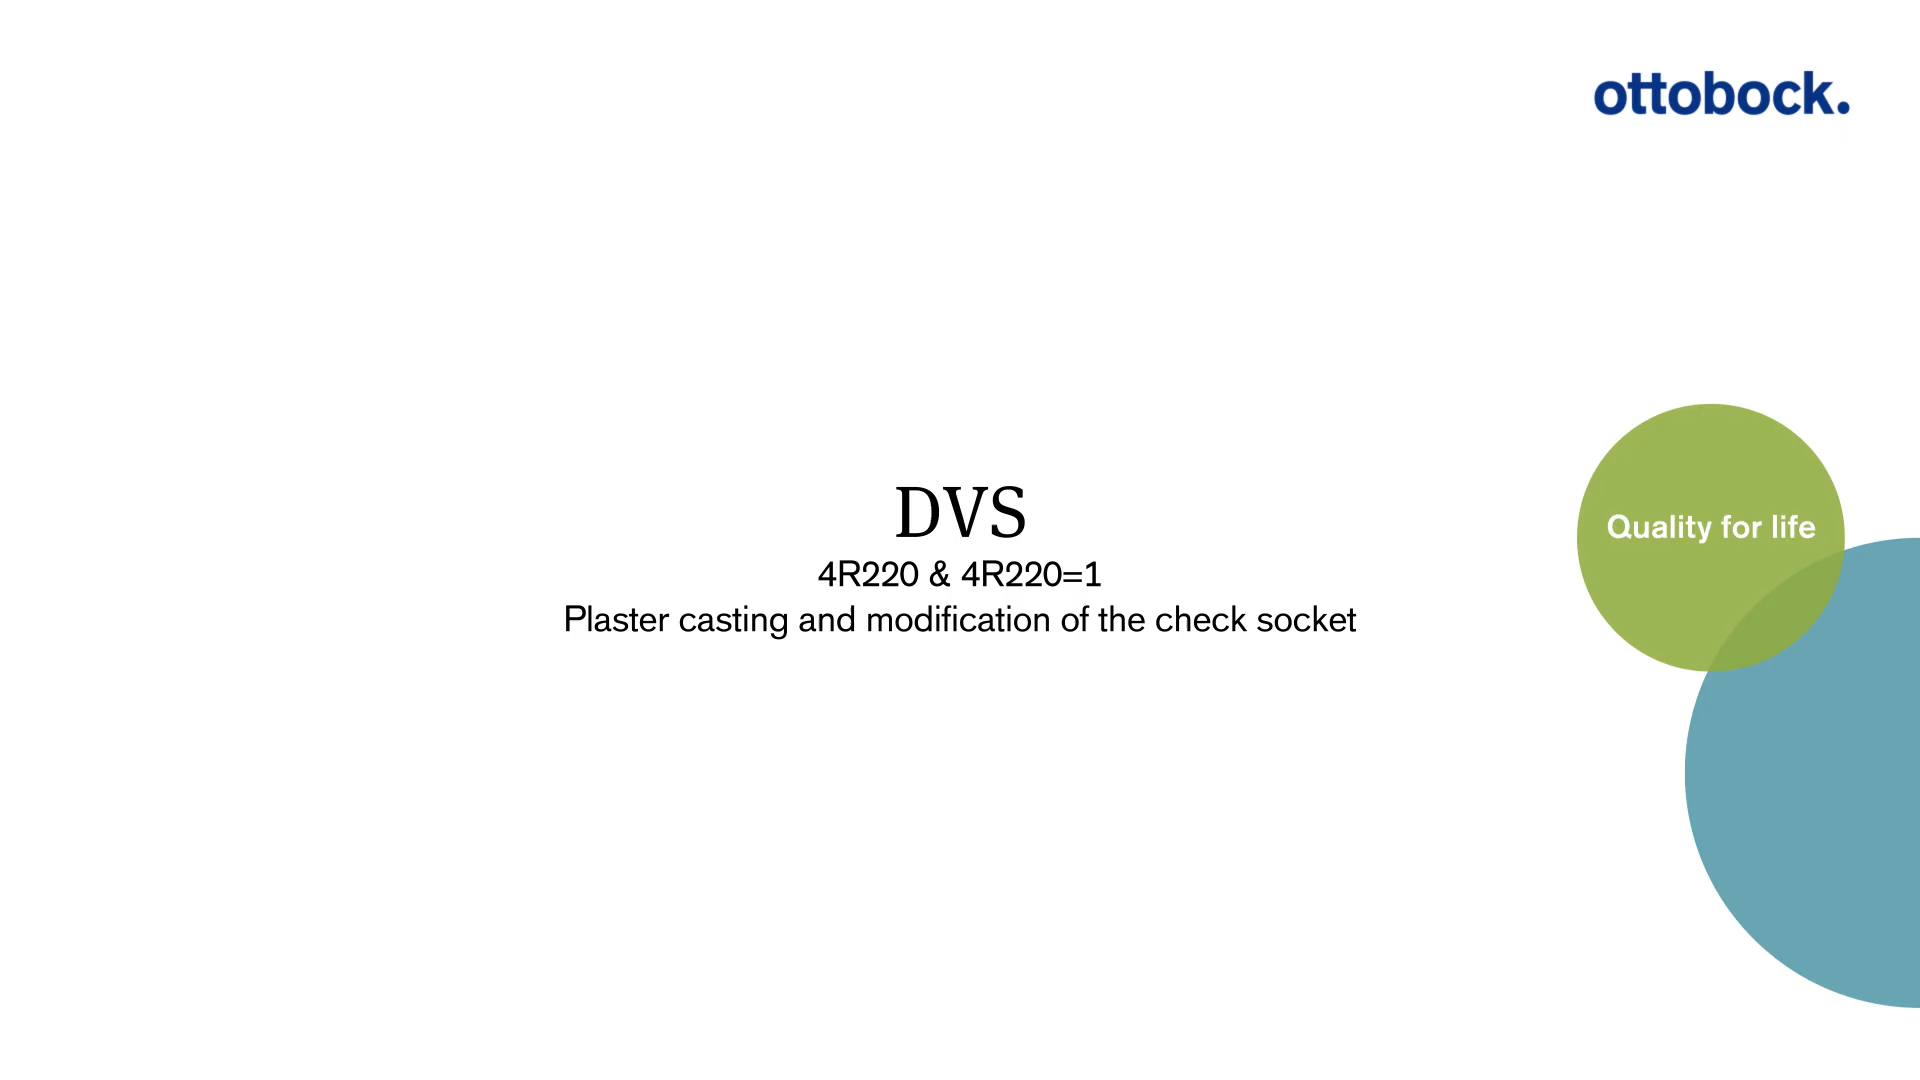 ottobock.
DVS
4R220 & 4R220=1
Plaster casting and modification of the check socket
Quality for life